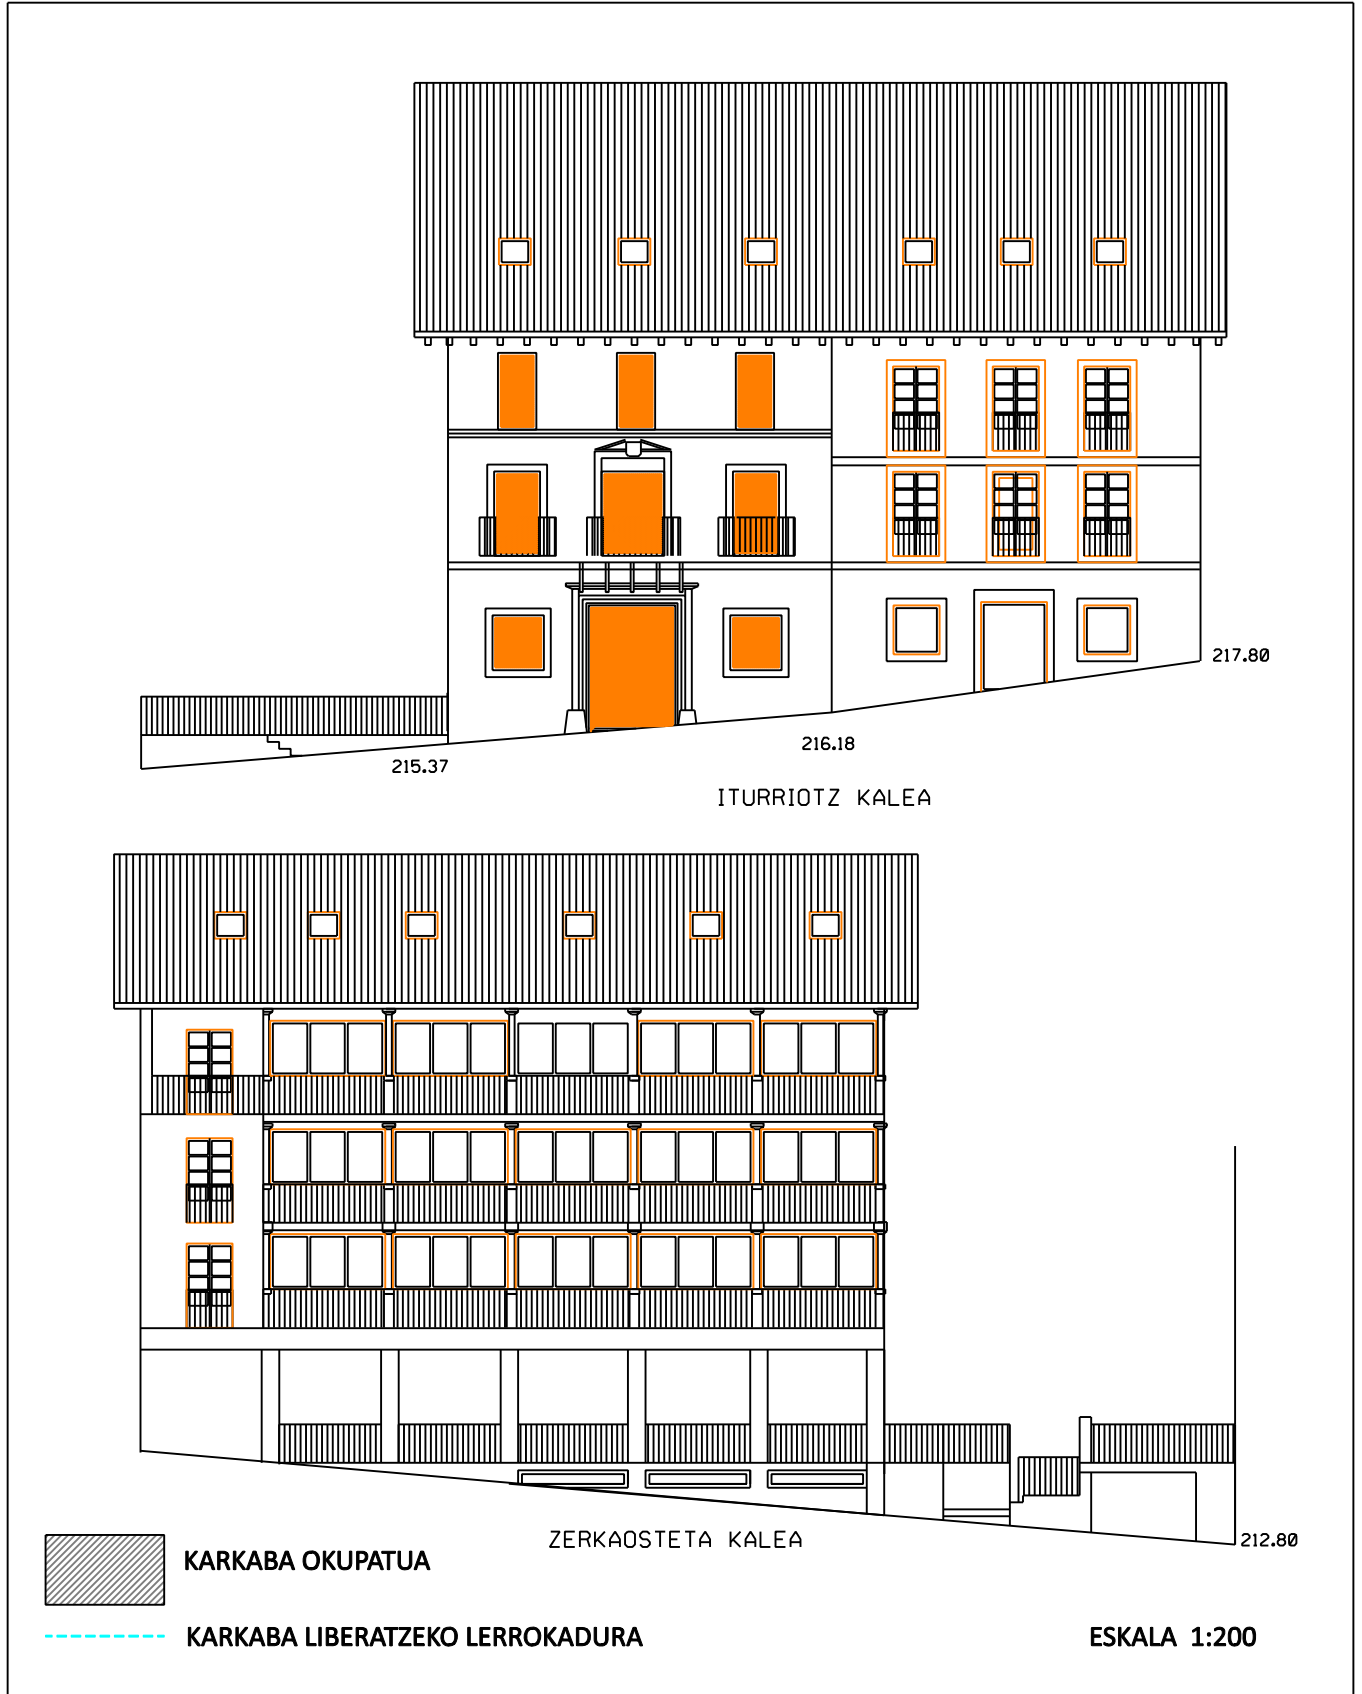 217.80
216.18
215.37
ITURRIOTZ KALEA
ZERKAOSTETA KALEA
212.80
KARKABA OKUPATUA
KARKABA LIBERATZEKO LERROKADURA
ESKALA 1:200